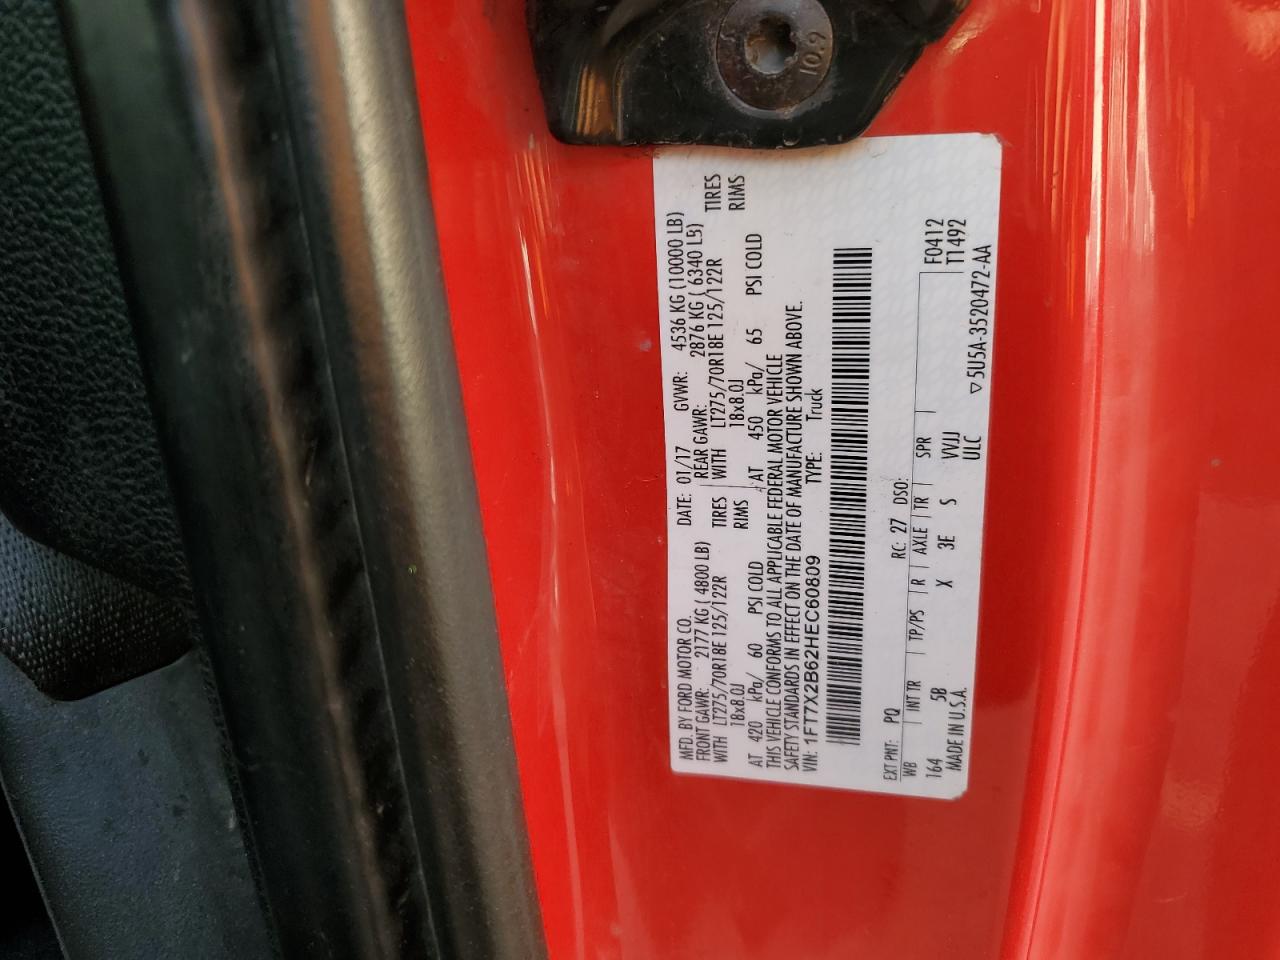 10.9
MFD. BY FORD MOTOR CO. DATE: 01/17 GVWR: 4536 KG (10000 LB)
FRONT GAWR: 2177 KG ( 4800 LB) REAR GAWR: 2876 KG ( 6340 LB)
WITH LT275/70R18E 125/122R TIRES WITH LT275/70R18E 125/122R TIRES
18x8.0J RIMS 18x8.0J RIMS
AT 420 kPa/ 60 PSI COLD AT 450 kPa/ 65 PSI COLD
THIS VEHICLE CONFORMS TO ALL APPLICABLE FEDERAL MOTOR VEHICLE
SAFETY STANDARDS IN EFFECT ON THE DATE OF MANUFACTURE SHOWN ABOVE.
VIN: 1FT7X2B62HEC60809 TYPE: Truck
EXT PNT: PQ RC: 27 DSO:
WB INT TR TP/PS R AXLE TR SPR F0412
164 5B X 3E S VVJJ T1492
MADE IN U.S.A. ULC ▽5U5A-3520472-AA